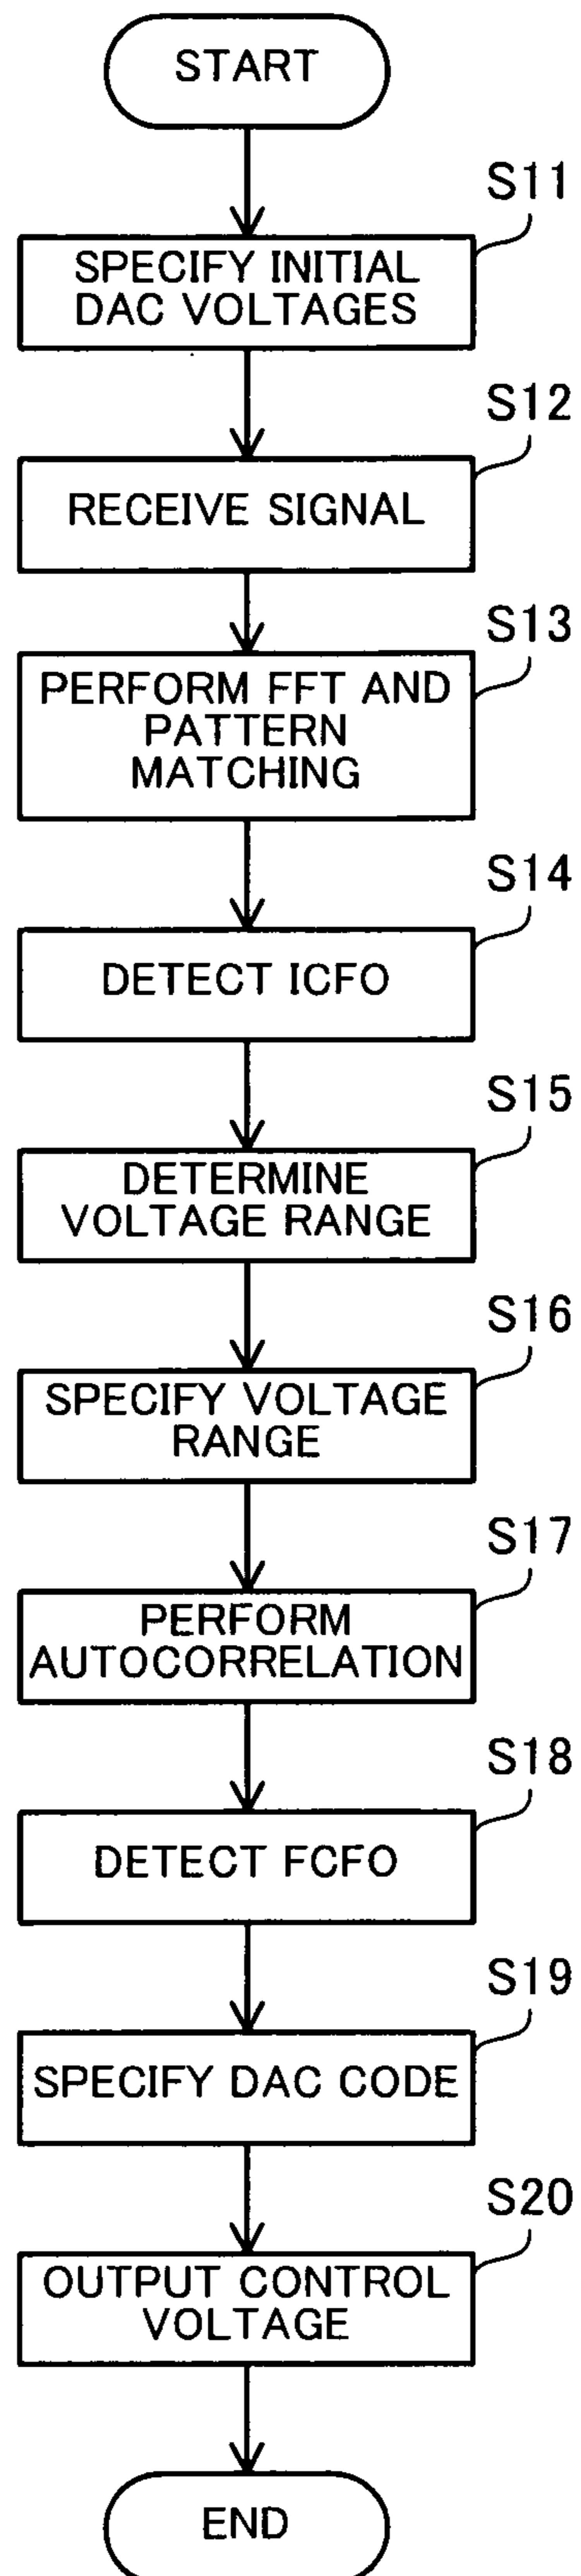 START
S11
SPECIFY INITIAL
DAC VOLTAGES
S12
RECEIVE SIGNAL
S13
PERFORM FFT AND
PATTERN
MATCHING
S14
DETECT ICFO
S15
DETERMINE
VOLTAGE RANGE
S16
SPECIFY VOLTAGE
RANGE
S17
PERFORM
AUTOCORRELATION
S18
DETECT FCFO
S19
SPECIFY DAC CODE
S20
OUTPUT CONTROL
VOLTAGE
END